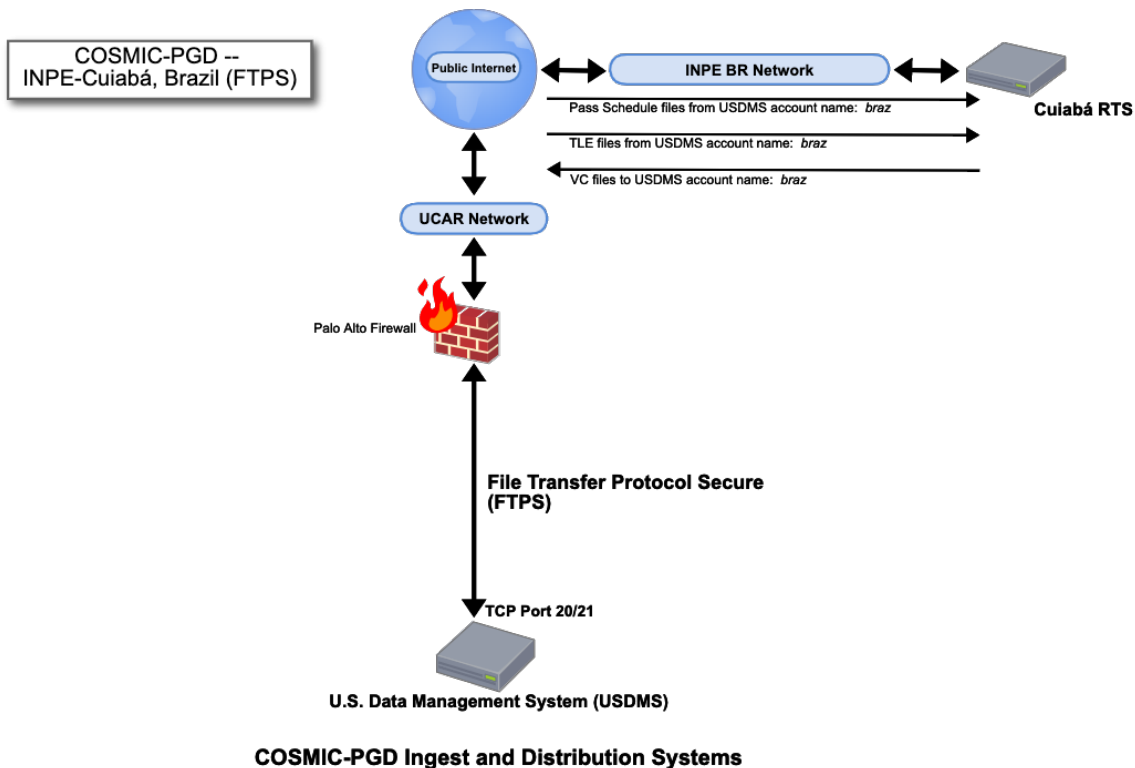 COSMIC-PGD --
INPE-Cuiabá, Brazil (FTPS)
Public Internet
INPE BR Network
Cuiabá RTS
Pass Schedule files from USDMS account name: braz
TLE files from USDMS account name: braz
VC files to USDMS account name: braz
UCAR Network
Palo Alto Firewall
File Transfer Protocol Secure
(FTPS)
TCP Port 20/21
U.S. Data Management System (USDMS)
COSMIC-PGD Ingest and Distribution Systems